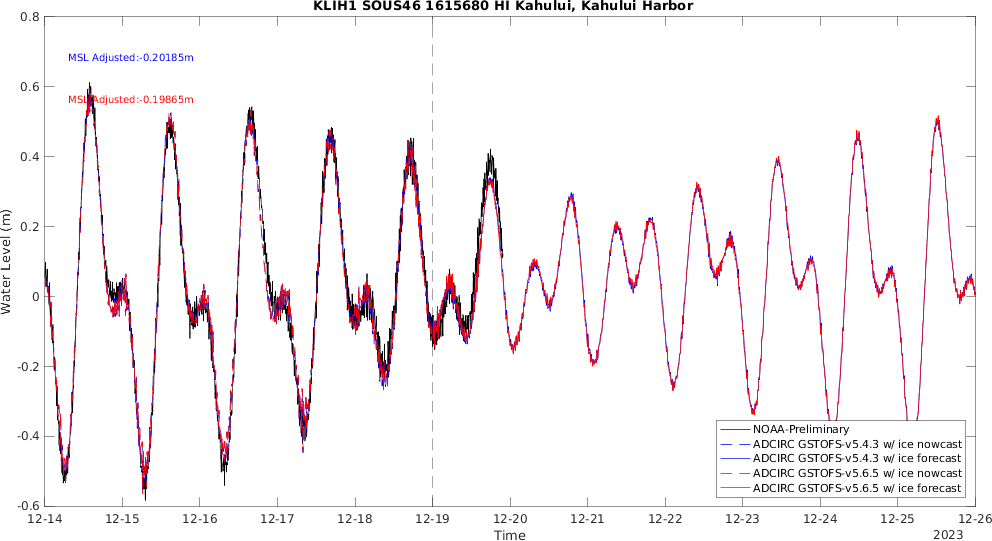 KLIH1 SOUS46 1615680 HI Kahului, Kahului Harbor
0.8
MSL Adjusted:-0.20185m
0.6
MSL Adjusted:-0.19865m
0.4
0.2
0
-0.2
-0.4
-0.6
Water Level (m)
NOAA-Preliminary
ADCIRC GSTOFS-v5.4.3 w/ ice nowcast
ADCIRC GSTOFS-v5.4.3 w/ ice forecast
ADCIRC GSTOFS-v5.6.5 w/ ice nowcast
ADCIRC GSTOFS-v5.6.5 w/ ice forecast
12-14 12-15 12-16 12-17 12-18 12-19 12-20 12-21 12-22 12-23 12-24 12-25 12-26
Time
2023